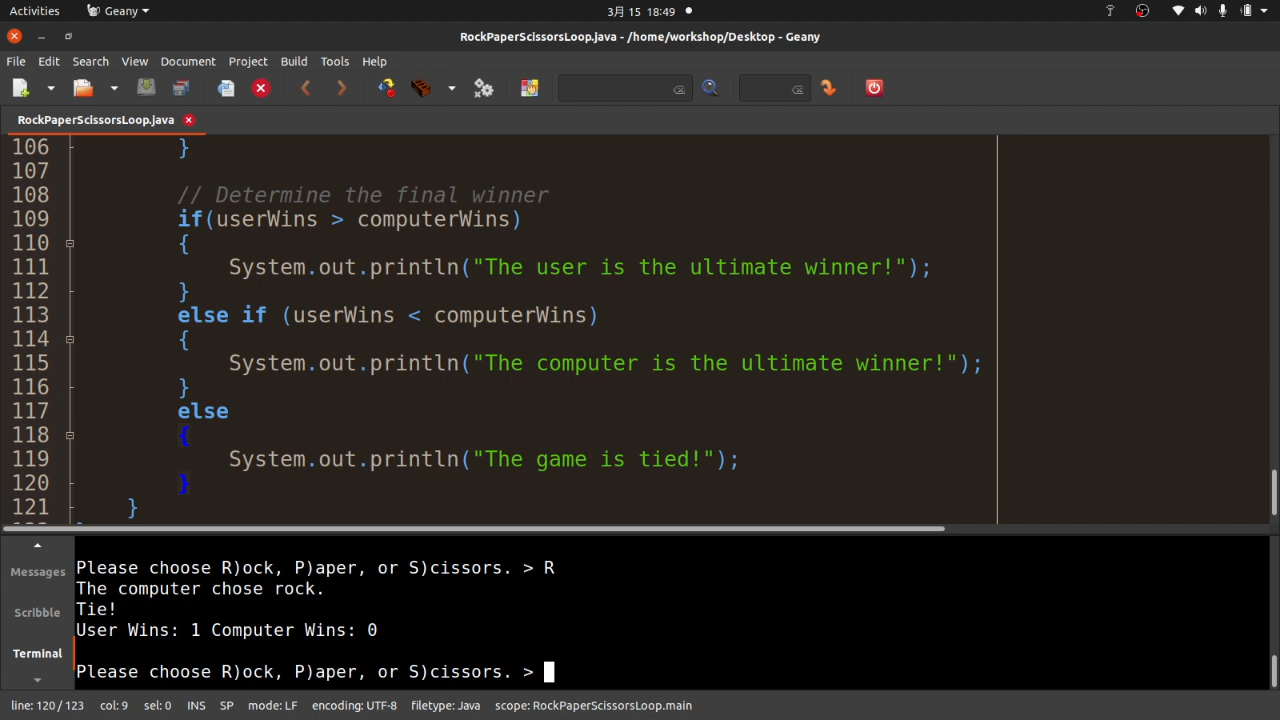 Activities Geany 3月 15 18:49
RockPaperScissorsLoop.java - /home/workshop/Desktop - Geany
File Edit Search View Document Project Build Tools Help
RockPaperScissorsLoop.java
106 }
107
108 // Determine the final winner
109 if(userWins > computerWins)
110 {
111 System.out.println("The user is the ultimate winner!");
112 }
113 else if (userWins < computerWins)
114 {
115 System.out.println("The computer is the ultimate winner!");
116 }
117 else
118 {
119 System.out.println("The game is tied!");
120 }
121 }
Messages
Scribble
Terminal
Please choose R)ock, P)aper, or S)cissors. > R
The computer chose rock.
Tie!
User Wins: 1 Computer Wins: 0
Please choose R)ock, P)aper, or S)cissors. >
line: 120 / 123 col: 9 sel: 0 INS SP mode: LF encoding: UTF-8 filetype: Java scope: RockPaperScissorsLoop.main